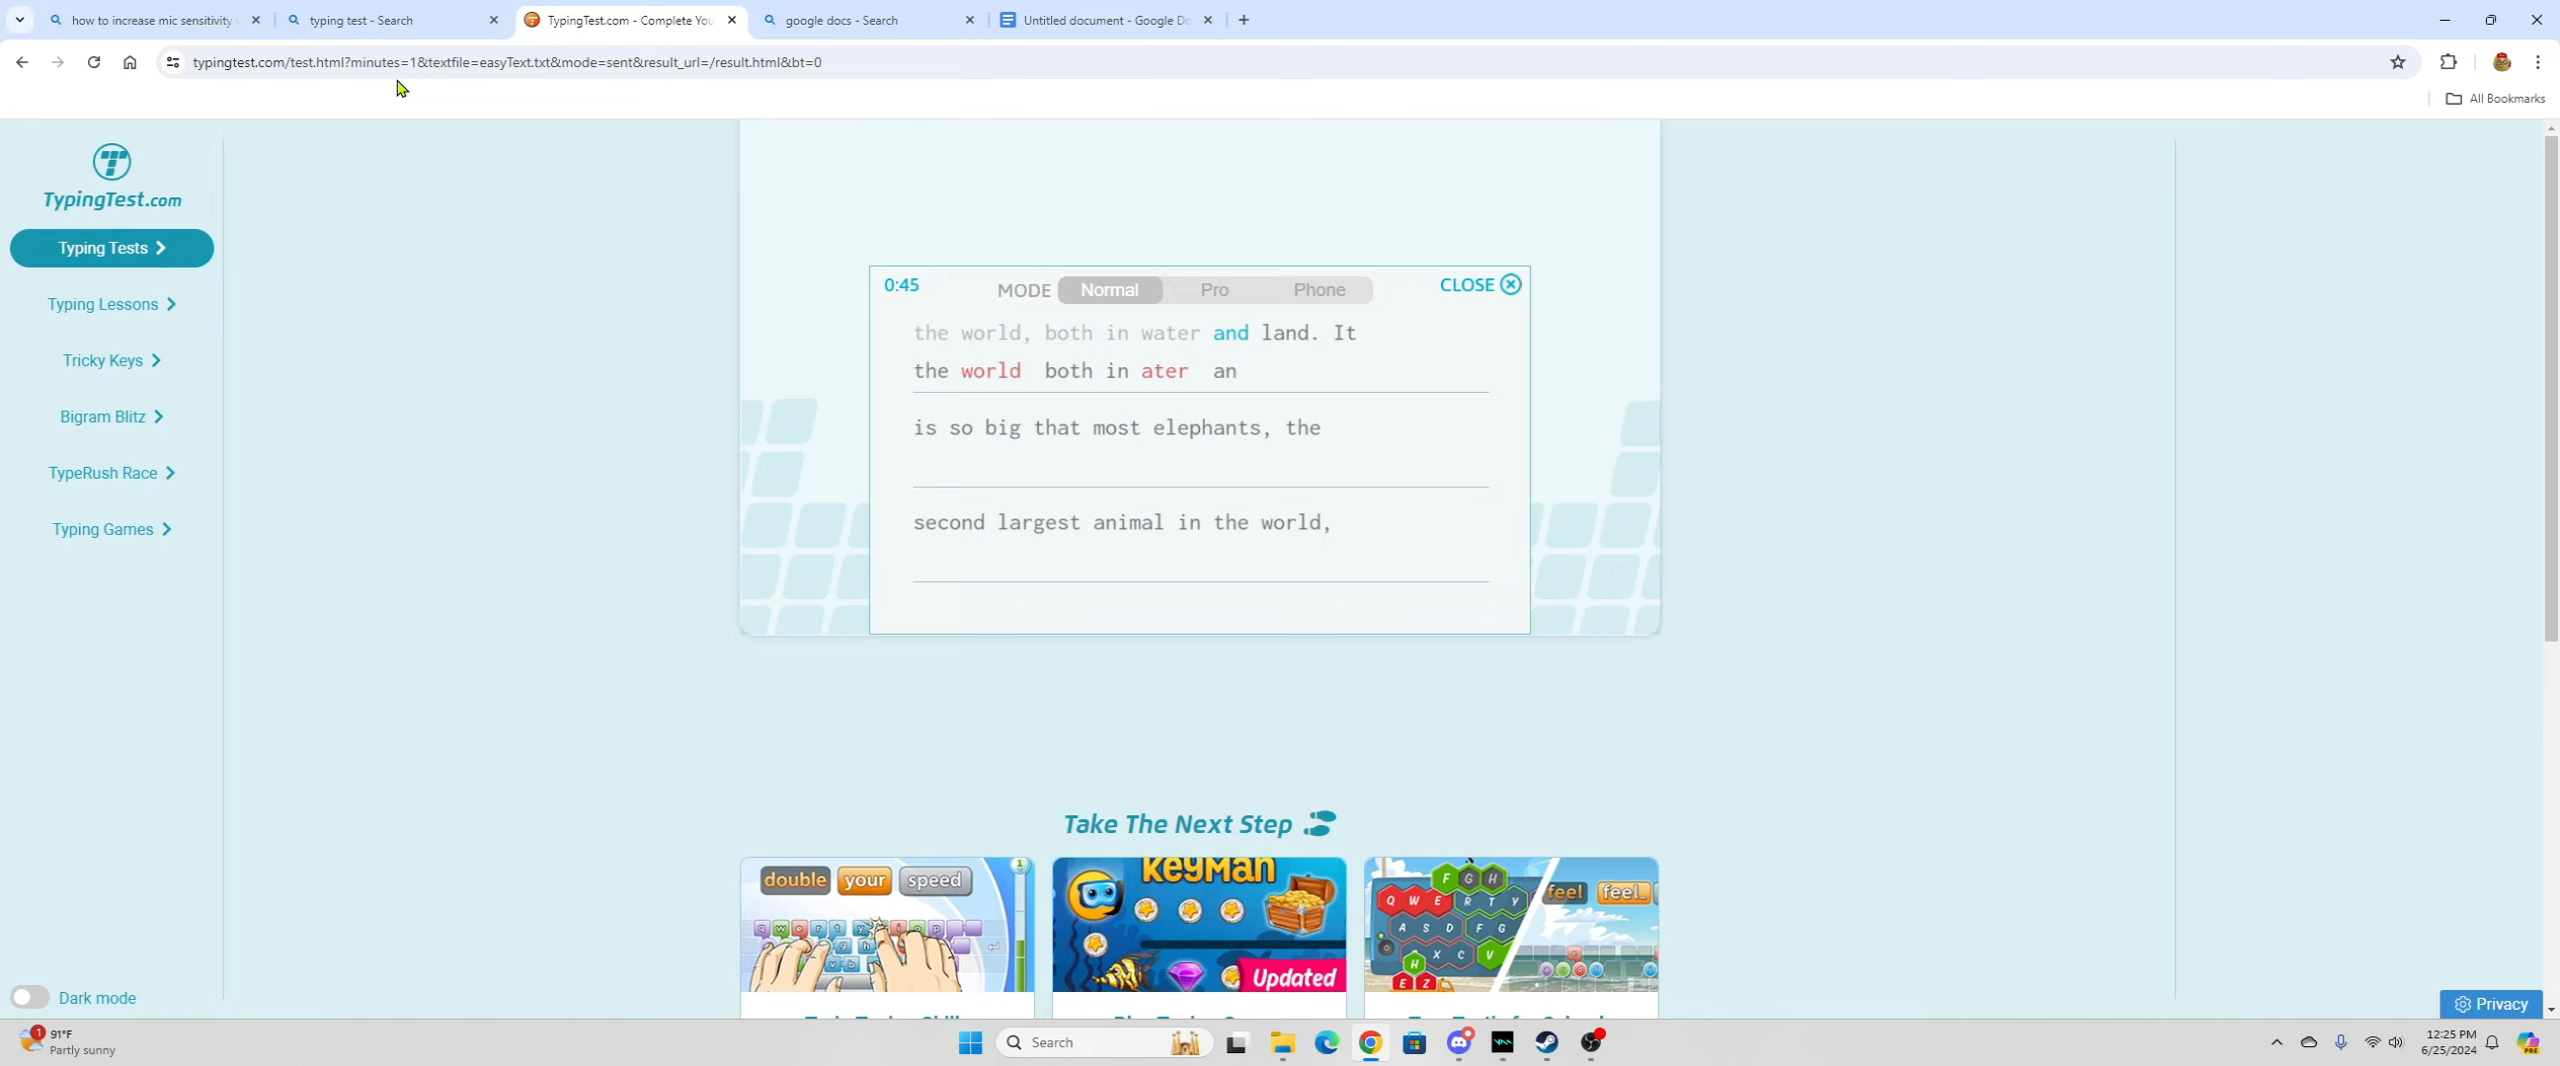 how to increase mic sensitivity
typing test - Search
TypingTest.com - Complete You
google docs - Search
Untitled document - Google Do
typingtest.com/test.html?minutes=1&textfile=easyText.txt&mode=sent&result_url=/result.html&bt=0
All Bookmarks
TypingTest.com
Typing Tests
Typing Lessons
Tricky Keys
Bigram Blitz
TypeRush Race
Typing Games
0:45
MODE Normal Pro Phone
CLOSE
the world, both in water and land. It
the world both in ater an
is so big that most elephants, the
second largest animal in the world,
Take The Next Step
double your speed
KeyMan
Updated
F G H
Q W E R T Y
A S D F G
H X C V
E Z
feel feel
Dark mode
Privacy
1
91°F
Partly sunny
Search
12:25 PM
6/25/2024
PRE